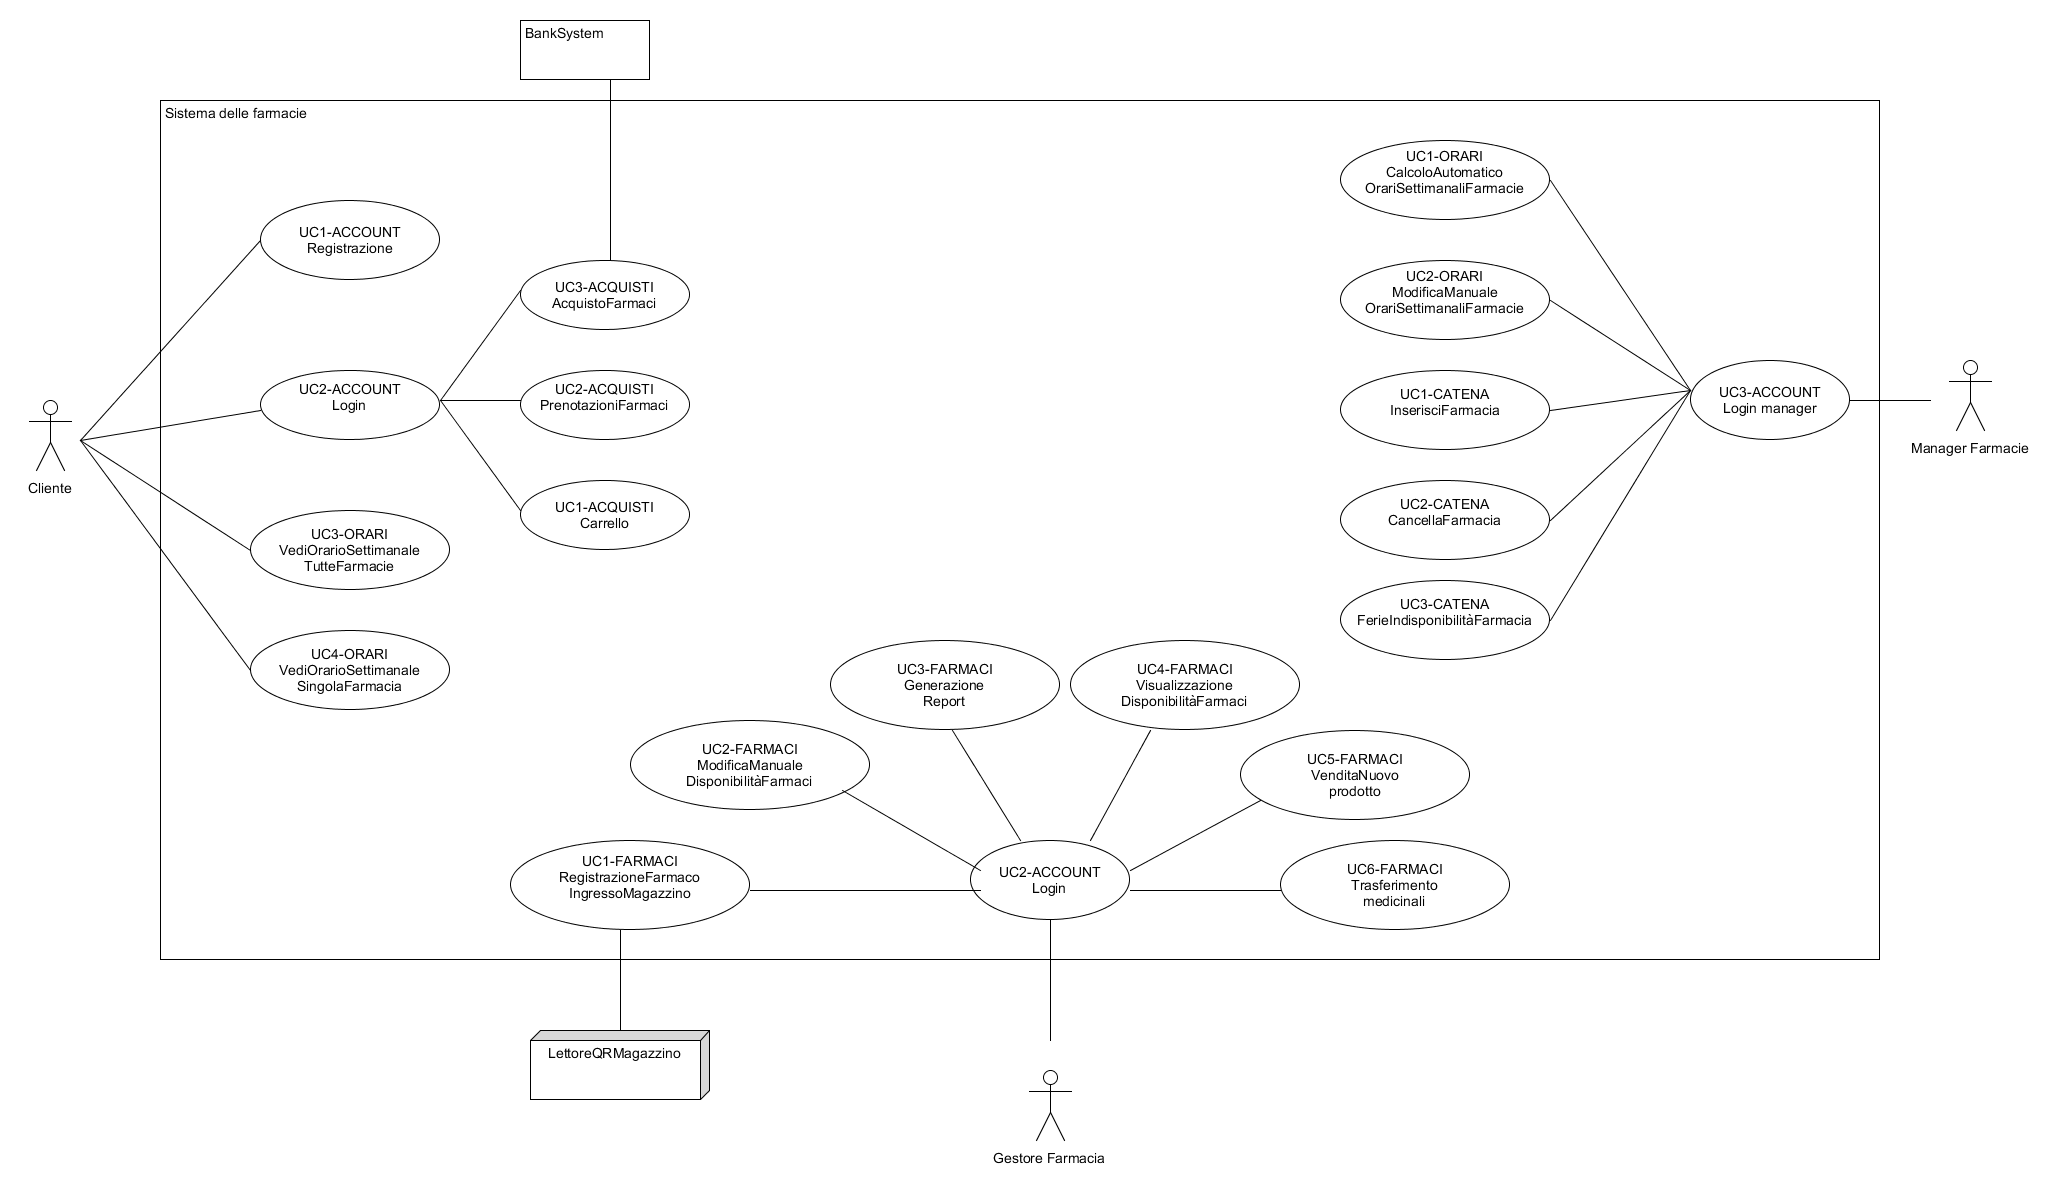 BankSystem
Sistema delle farmacie
UC1-ACCOUNT
Registrazione
UC2-ACCOUNT
Login
UC3-ORARI
VediOrarioSettimanale
TutteFarmacie
UC4-ORARI
VediOrarioSettimanale
SingolaFarmacia
Cliente
UC3-ACQUISTI
AcquistoFarmaci
UC2-ACQUISTI
PrenotazioniFarmaci
UC1-ACQUISTI
Carrello
UC1-ORARI
CalcoloAutomatico
OrariSettimanaliFarmacie
UC2-ORARI
ModificaManuale
OrariSettimanaliFarmacie
UC1-CATENA
InserisciFarmacia
UC2-CATENA
CancellaFarmacia
UC3-CATENA
FerieIndisponibilitàFarmacia
UC3-ACCOUNT
Login manager
Manager Farmacie
UC3-FARMACI
Generazione
Report
UC4-FARMACI
Visualizzazione
DisponibilitàFarmaci
UC2-FARMACI
ModificaManuale
DisponibilitàFarmaci
UC5-FARMACI
VenditaNuovo
prodotto
UC1-FARMACI
RegistrazioneFarmaco
IngressoMagazzino
UC2-ACCOUNT
Login
UC6-FARMACI
Trasferimento
medicinali
LettoreQRMagazzino
Gestore Farmacia